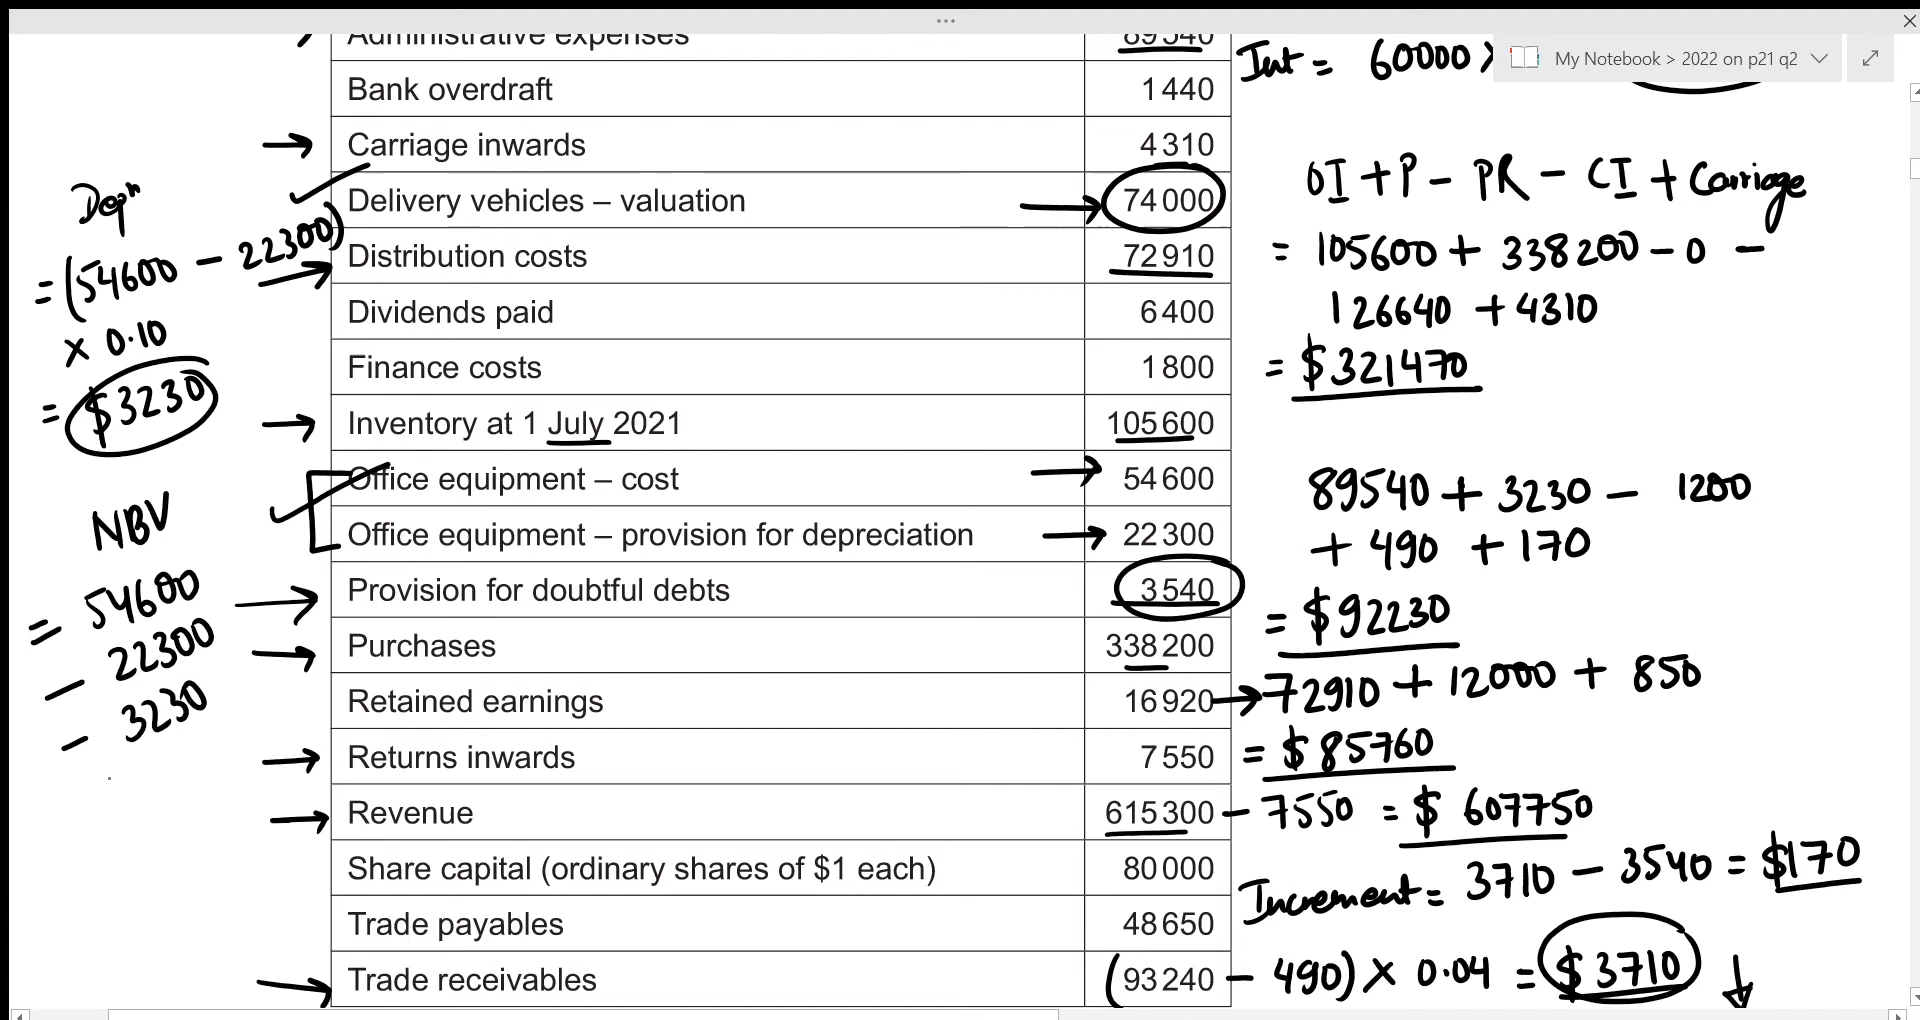 Administrative expenses 89540
Int = 60000 ×
My Notebook > 2022 on p21 q2
Bank overdraft 1440
Carriage inwards 4310
OI + P - PR - CI + Carriage
Depn
Delivery vehicles – valuation 74000
= (54600 - 22300)
Distribution costs 72910
= 105600 + 338200 - 0 -
× 0.10
Dividends paid 6400
126640 + 4310
= $3230
Finance costs 1800
= $321470
Inventory at 1 July 2021 105600
NBV
Office equipment – cost 54600
89540 + 3230 - 1200
Office equipment – provision for depreciation 22300
+ 490 + 170
= 54600
Provision for doubtful debts 3540
= $92230
- 22300
Purchases 338200
- 3230
Retained earnings 16920
72910 + 12000 + 850
Returns inwards 7550
= $85760
Revenue 615300
- 7550 = $607750
Share capital (ordinary shares of $1 each) 80000
Increment = 3710 - 3540 = $170
Trade payables 48650
Trade receivables (93240 - 490) × 0.04 = $3710